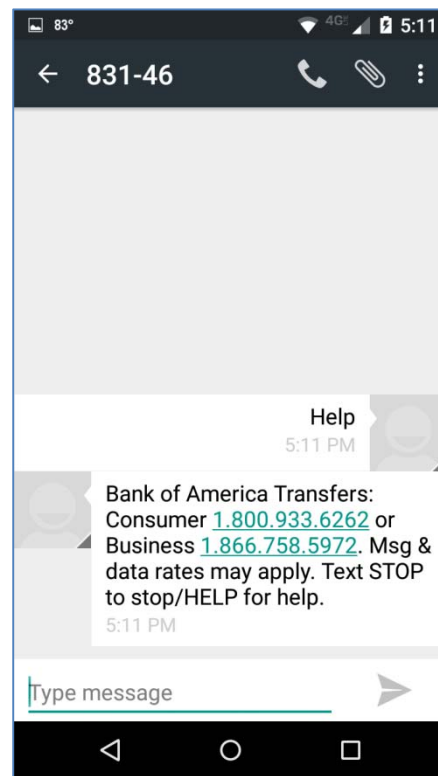 83° 4G 5:11
831-46
Help
5:11 PM
Bank of America Transfers:
Consumer 1.800.933.6262 or
Business 1.866.758.5972. Msg &
data rates may apply. Text STOP
to stop/HELP for help.
5:11 PM
Type message